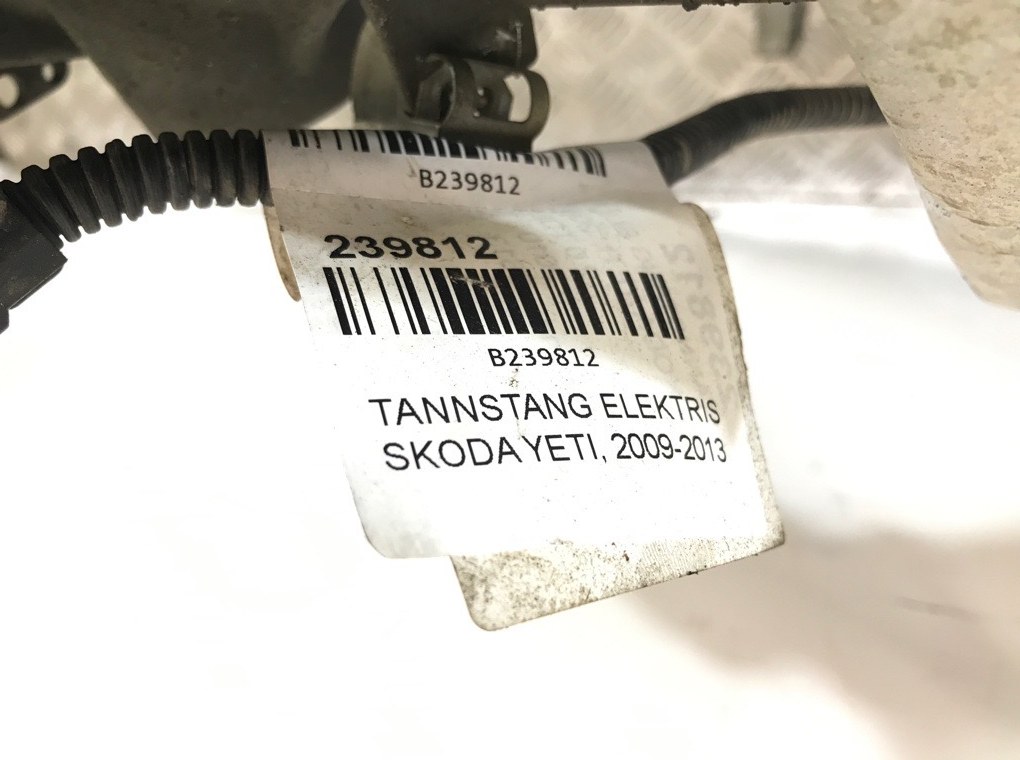 B239812
239812
B239812
TANNSTANG ELEKTRIS
SKODA YETI, 2009-2013